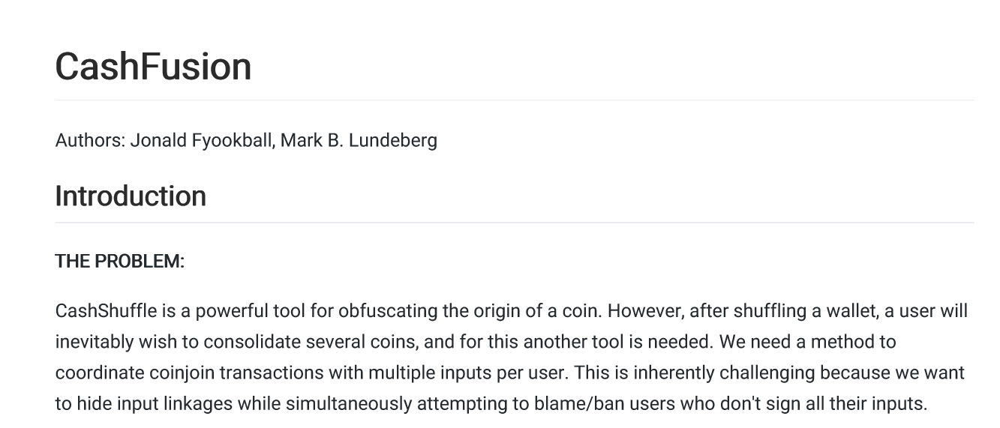 CashFusion
Authors: Jonald Fyookball, Mark B. Lundeberg
Introduction
THE PROBLEM:
CashShuffle is a powerful tool for obfuscating the origin of a coin. However, after shuffling a wallet, a user will
inevitably wish to consolidate several coins, and for this another tool is needed. We need a method to
coordinate coinjoin transactions with multiple inputs per user. This is inherently challenging because we want
to hide input linkages while simultaneously attempting to blame/ban users who don't sign all their inputs.